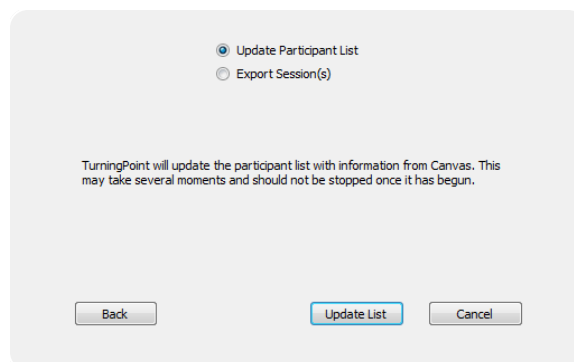 Update Participant List
Export Session(s)
TurningPoint will update the participant list with information from Canvas. This
may take several moments and should not be stopped once it has begun.
Back
Update List
Cancel